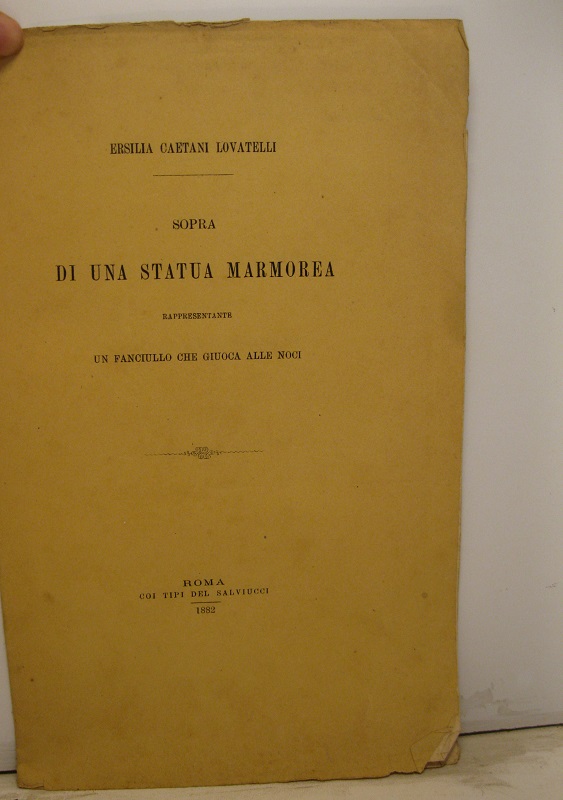 ERSILIA CAETANI LOVATELLI
SOPRA
DI UNA STATUA MARMOREA
RAPPRESENTANTE
UN FANCIULLO CHE GIUOCA ALLE NOCI
ROMA
COI TIPI DEL SALVIUCCI
1882